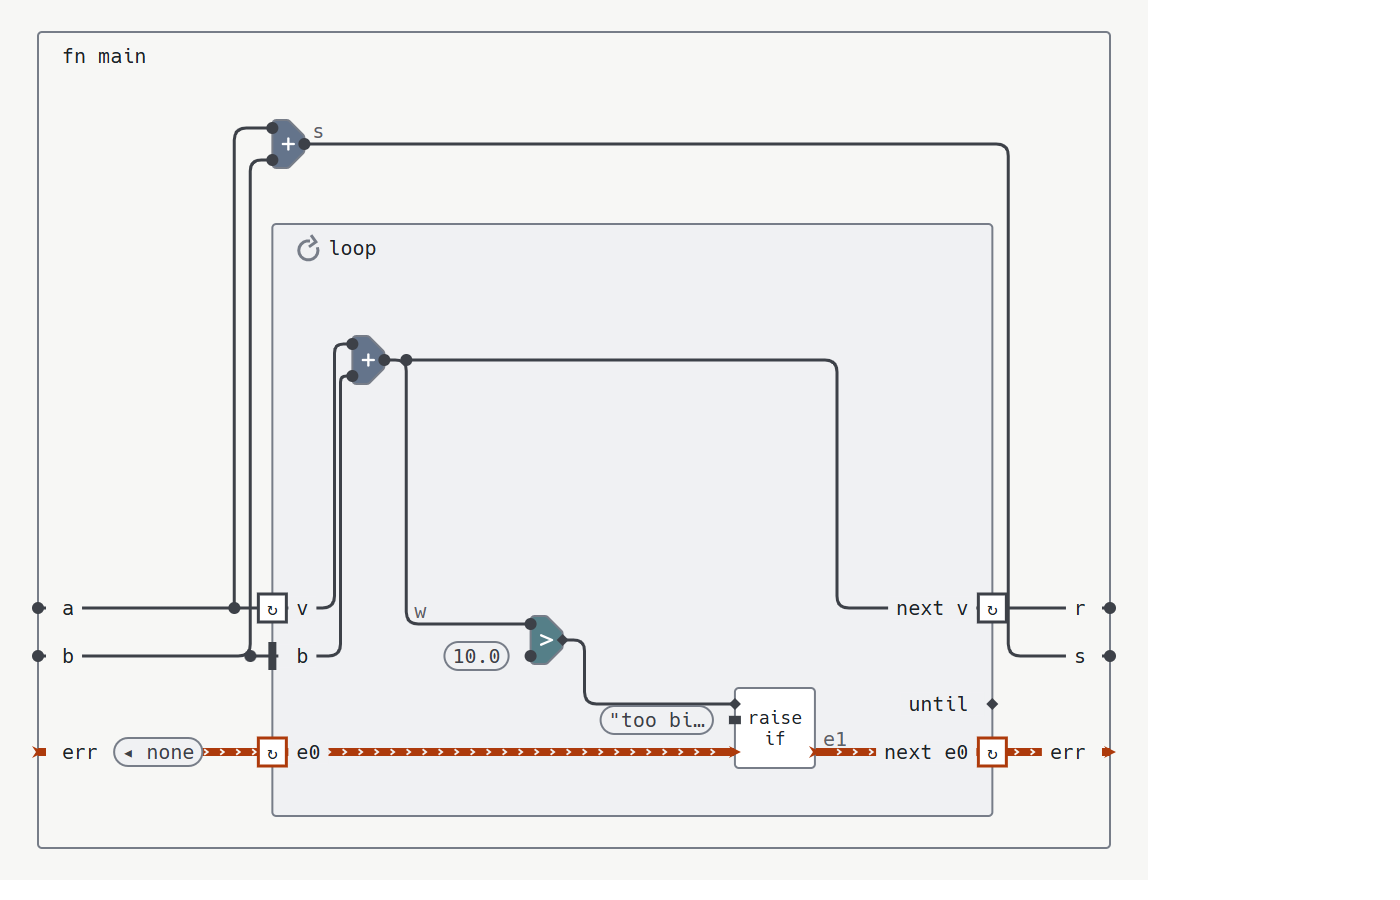 fn main
+ s
loop
+
a ↻ v next v ↻ r
w
b b 10.0 > s
until
"too bi… raise
if
e1
err ◂ none ↻ e0 next e0 ↻ err